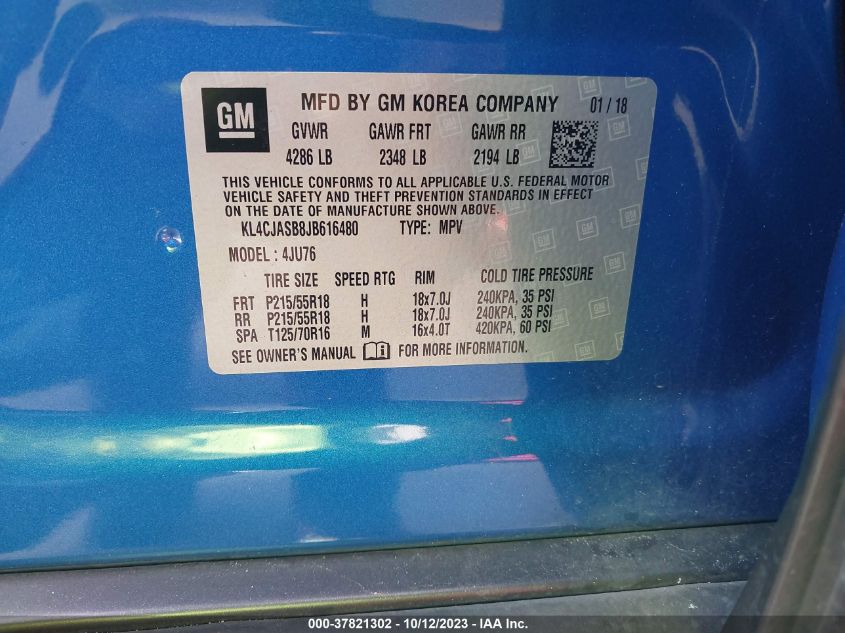 GM MFD BY GM KOREA COMPANY 01 / 18
GVWR GAWR FRT GAWR RR
4286 LB 2348 LB 2194 LB
THIS VEHICLE CONFORMS TO ALL APPLICABLE U.S. FEDERAL MOTOR
VEHICLE SAFETY AND THEFT PREVENTION STANDARDS IN EFFECT
ON THE DATE OF MANUFACTURE SHOWN ABOVE.
KL4CJASB8JB616480 TYPE: MPV
MODEL : 4JU76
TIRE SIZE SPEED RTG RIM COLD TIRE PRESSURE
FRT P215/55R18 H 18x7.0J 240KPA, 35 PSI
RR P215/55R18 H 18x7.0J 240KPA, 35 PSI
SPA T125/70R16 M 16x4.0T 420KPA, 60 PSI
SEE OWNER'S MANUAL FOR MORE INFORMATION.
000-37821302 - 10/12/2023 - IAA Inc.